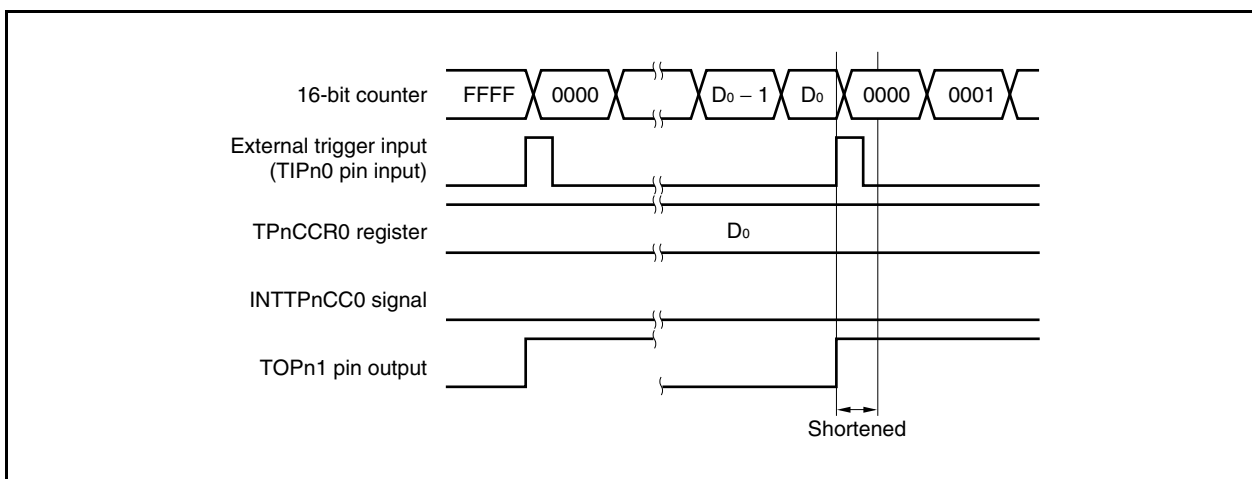 16-bit counter FFFF 0000 D₀ − 1 D₀ 0000 0001
External trigger input
(TIPn0 pin input)
TPnCCR0 register D₀
INTTPnCC0 signal
TOPn1 pin output
Shortened